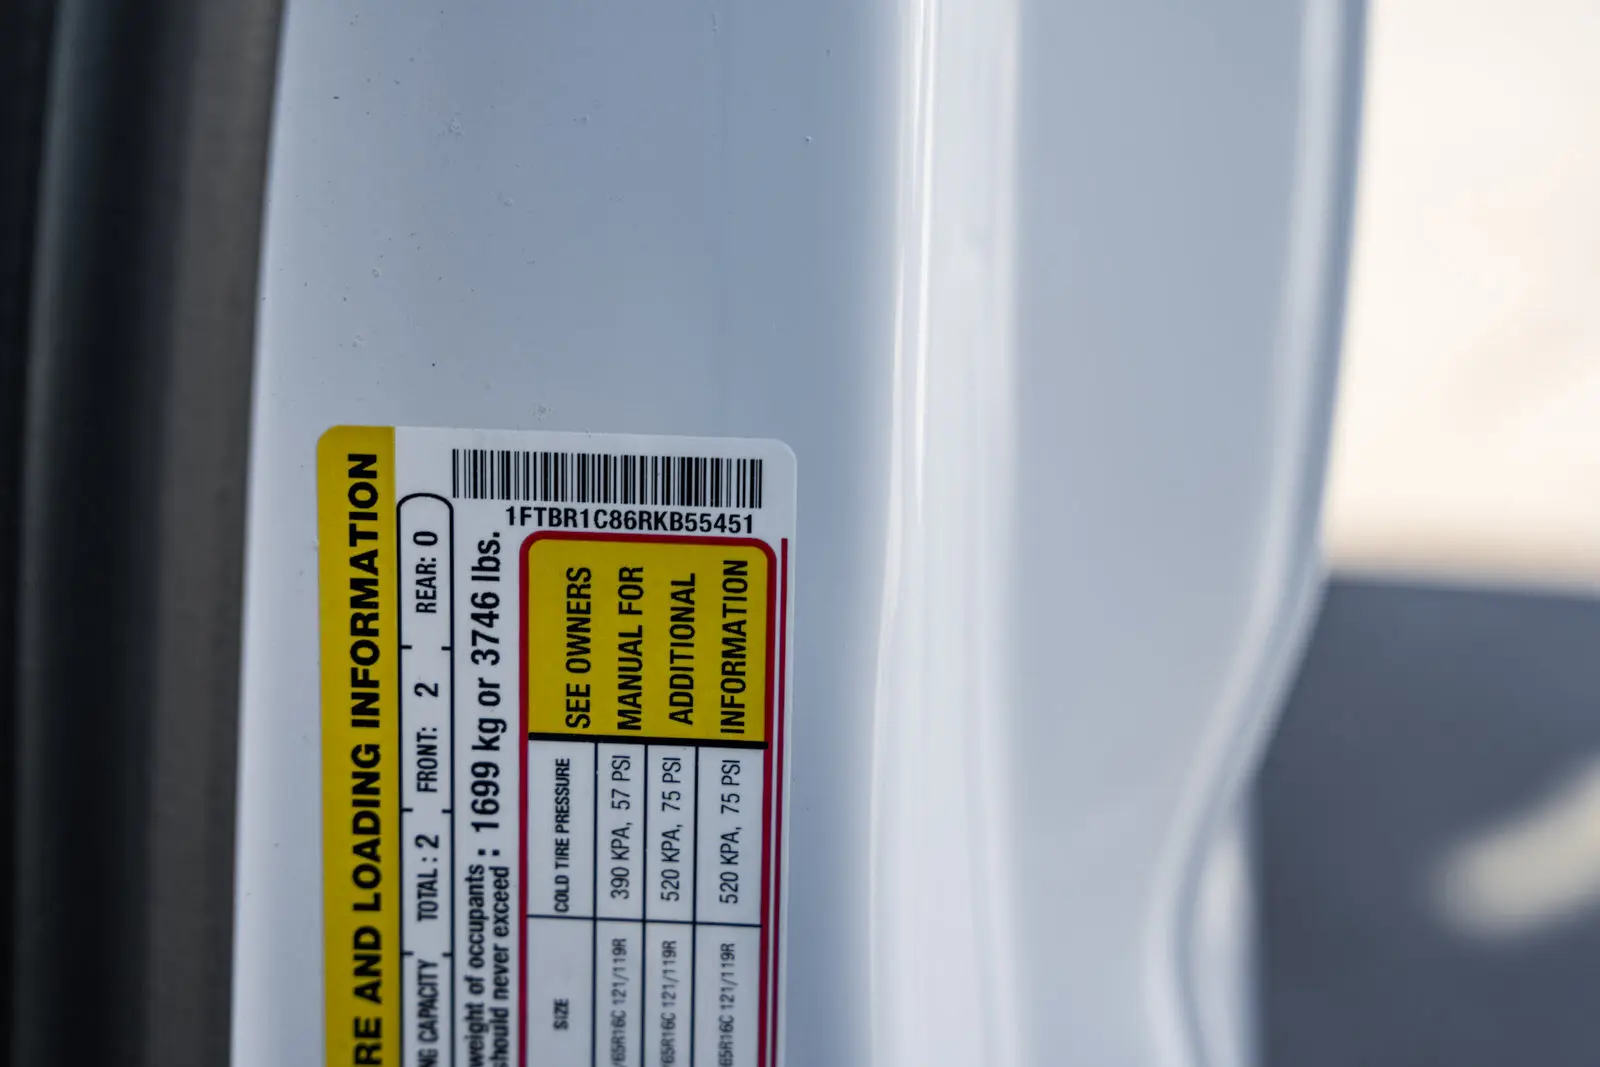 1FTBR1C86RKB55451
RE AND LOADING INFORMATION
NG CAPACITY TOTAL : 2 FRONT: 2 REAR: 0
weight of occupants
should never exceed : 1699 kg or 3746 lbs.
SIZE COLD TIRE PRESSURE
/65R16C 121/119R 390 KPA, 57 PSI
/65R16C 121/119R 520 KPA, 75 PSI
65R16C 121/119R 520 KPA, 75 PSI
SEE OWNERS
MANUAL FOR
ADDITIONAL
INFORMATION